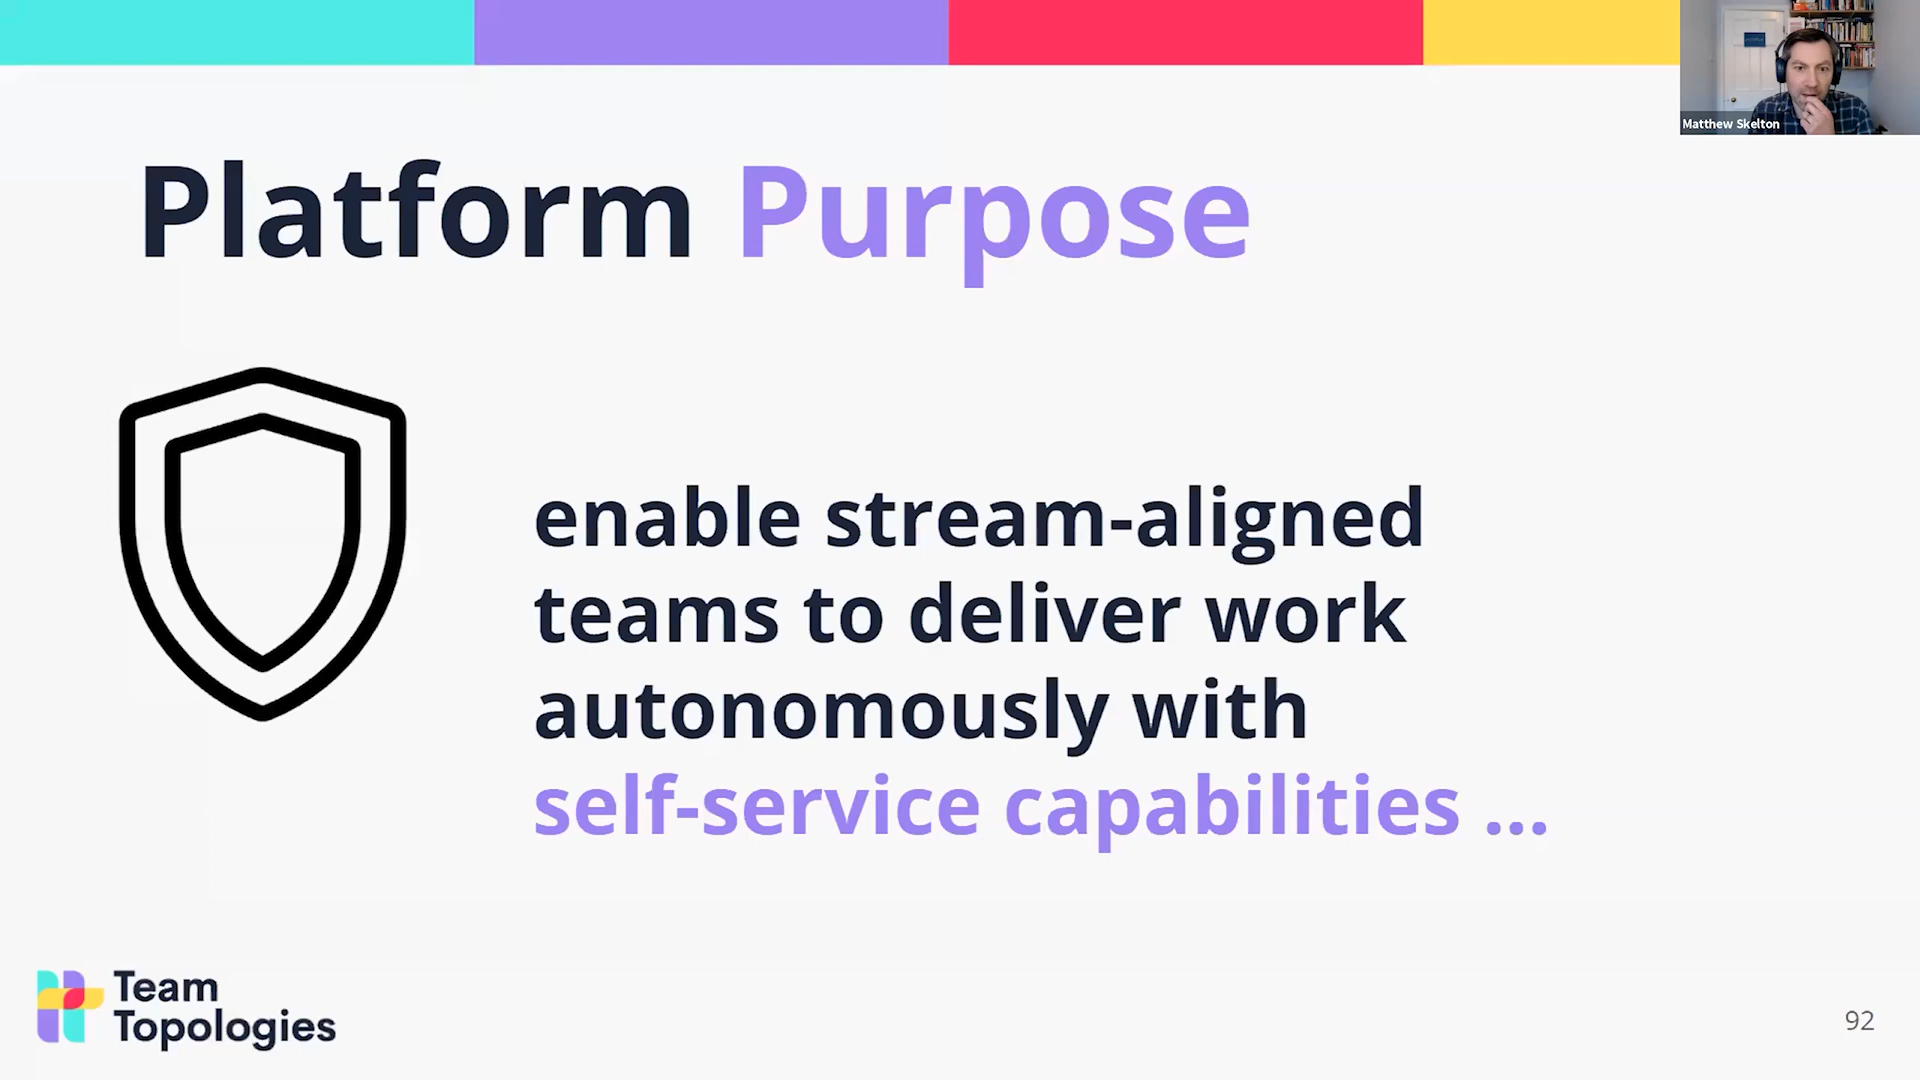 Matthew Skelton
Platform Purpose
enable stream-aligned
teams to deliver work
autonomously with
self-service capabilities ...
Team
Topologies
92